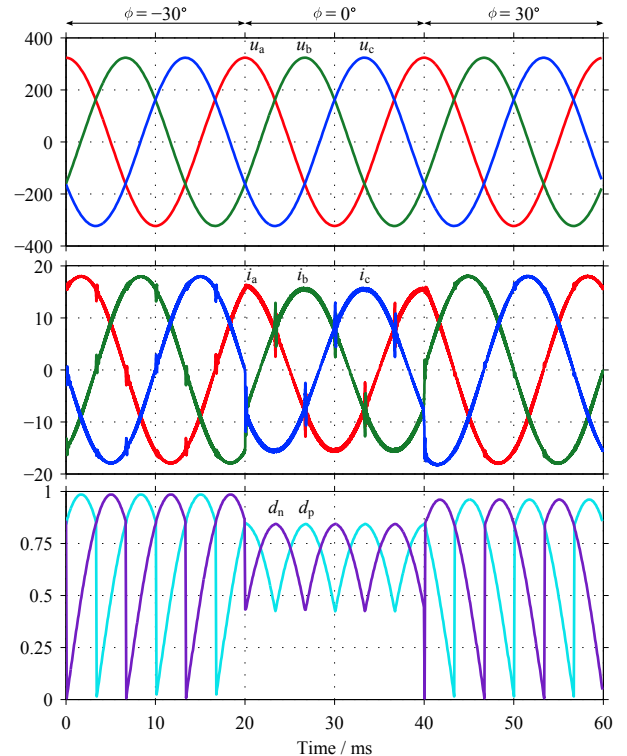 ϕ = −30° ϕ = 0° ϕ = 30°
400
u_a u_b u_c
200
0
−200
−400
20
i_a i_b i_c
10
0
−10
−20
1
d_n d_p
0.75
0.5
0.25
0
0 10 20 30 40 50 60
Time / ms